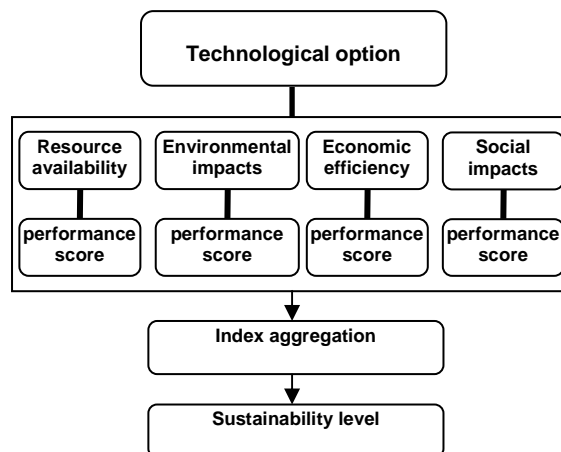 Technological option
Resource
availability
Environmental
impacts
Economic
efficiency
Social
impacts
performance
score
performance
score
performance
score
performance
score
Index aggregation
Sustainability level